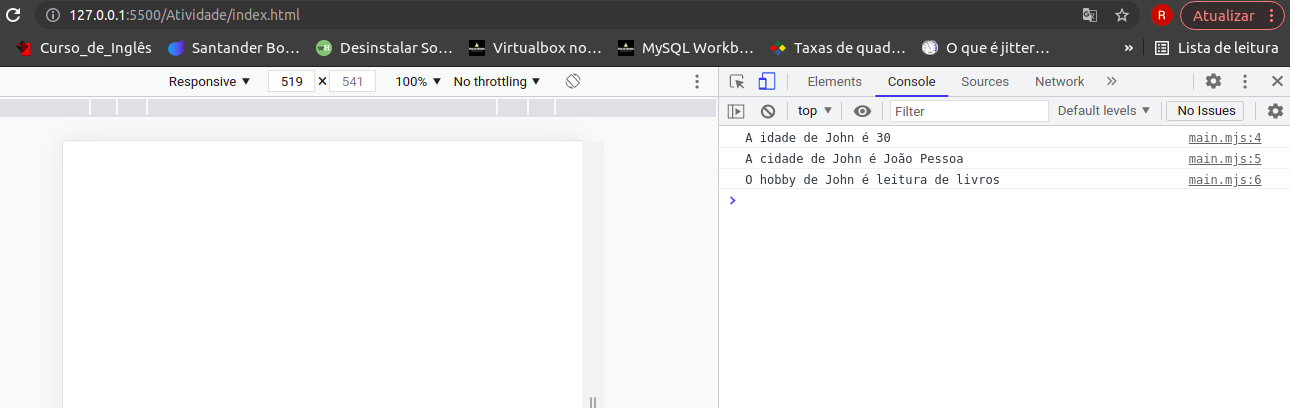 127.0.0.1:5500/Atividade/index.html R Atualizar
Curso_de_Inglês Santander Bo... Desinstalar So... Virtualbox no... MySQL Workb... Taxas de quad... O que é jitter... » Lista de leitura
Responsive ▼ 519 × 541 100% ▼ No throttling ▼ Elements Console Sources Network »
top ▼ Filter Default levels ▼ No Issues
A idade de John é 30 main.mjs:4
A cidade de John é João Pessoa main.mjs:5
O hobby de John é leitura de livros main.mjs:6